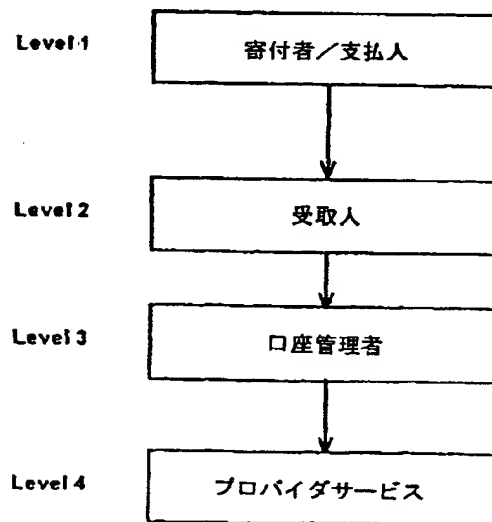 Level 1
寄付者／支払人
Level 2
受取人
Level 3
口座管理者
Level 4
プロバイダサービス